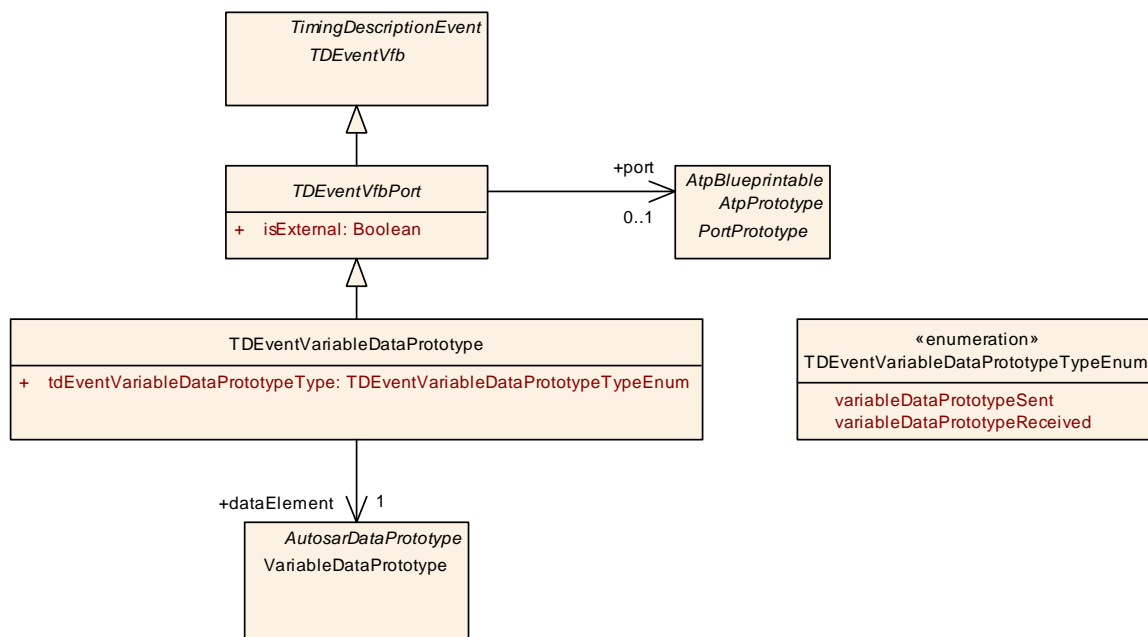 TimingDescriptionEvent
TDEventVfb
TDEventVfbPort
+ isExternal: Boolean
+port
0..1
AtpBlueprintable
AtpPrototype
PortPrototype
TDEventVariableDataPrototype
+ tdEventVariableDataPrototypeType: TDEventVariableDataPrototypeTypeEnum
«enumeration»
TDEventVariableDataPrototypeTypeEnum
variableDataPrototypeSent
variableDataPrototypeReceived
+dataElement 1
AutosarDataPrototype
VariableDataPrototype